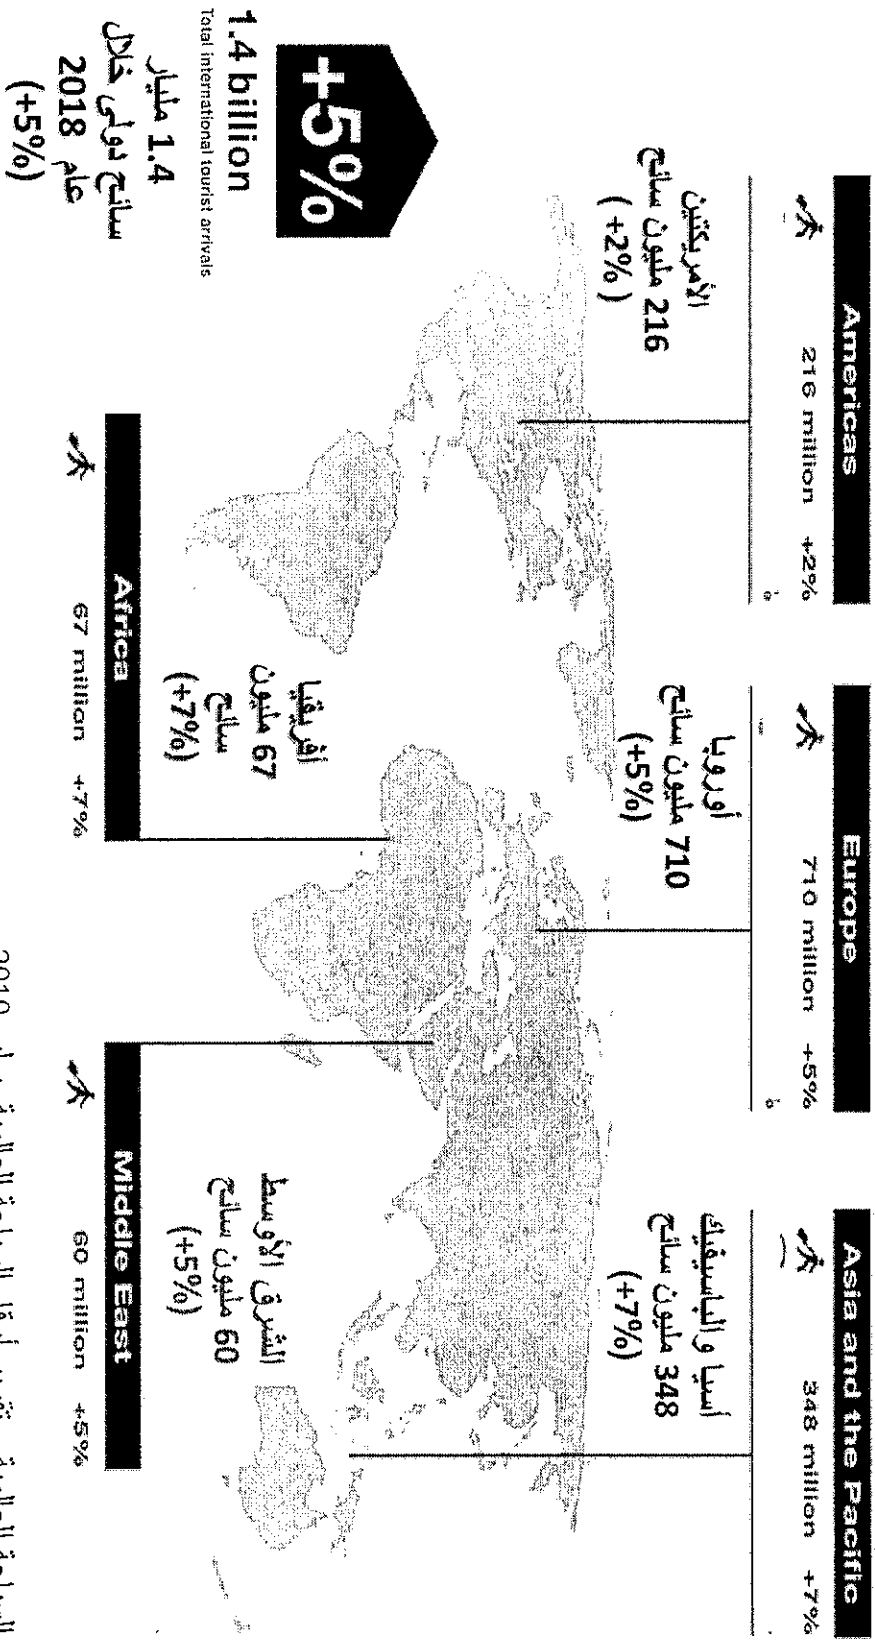 Americas
216 million +2%
الأمريكتين
216 مليون سائح
(+2% )
Europe
710 million +5%
أوروبا
710 مليون سائح
(+5%)
Asia and the Pacific
348 million +7%
أسيا والباسيفيك
348 مليون سائح
(+7%)
+5%
1.4 billion
Total international tourist arrivals
1.4 مليار
سائح دولى خلال
عام 2018
(+5%)
أفريقيا
67 مليون
سائح
(+7%)
Africa
67 million +7%
الشرق الأوسط
60 مليون سائح
(+5%)
Middle East
60 million +5%